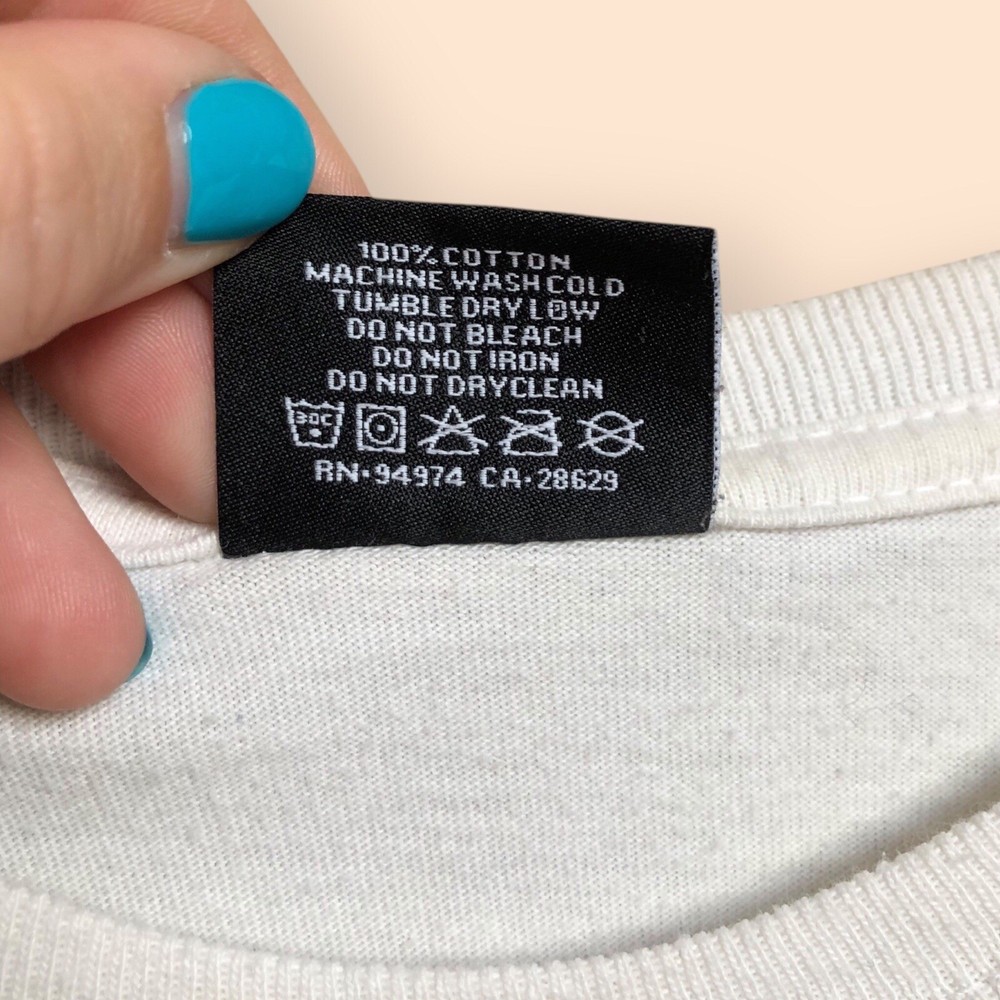 100% COTTON
MACHINE WASH COLD
TUMBLE DRY LOW
DO NOT BLEACH
DO NOT IRON
DO NOT DRYCLEAN
30C
RN·94974 CA·28629